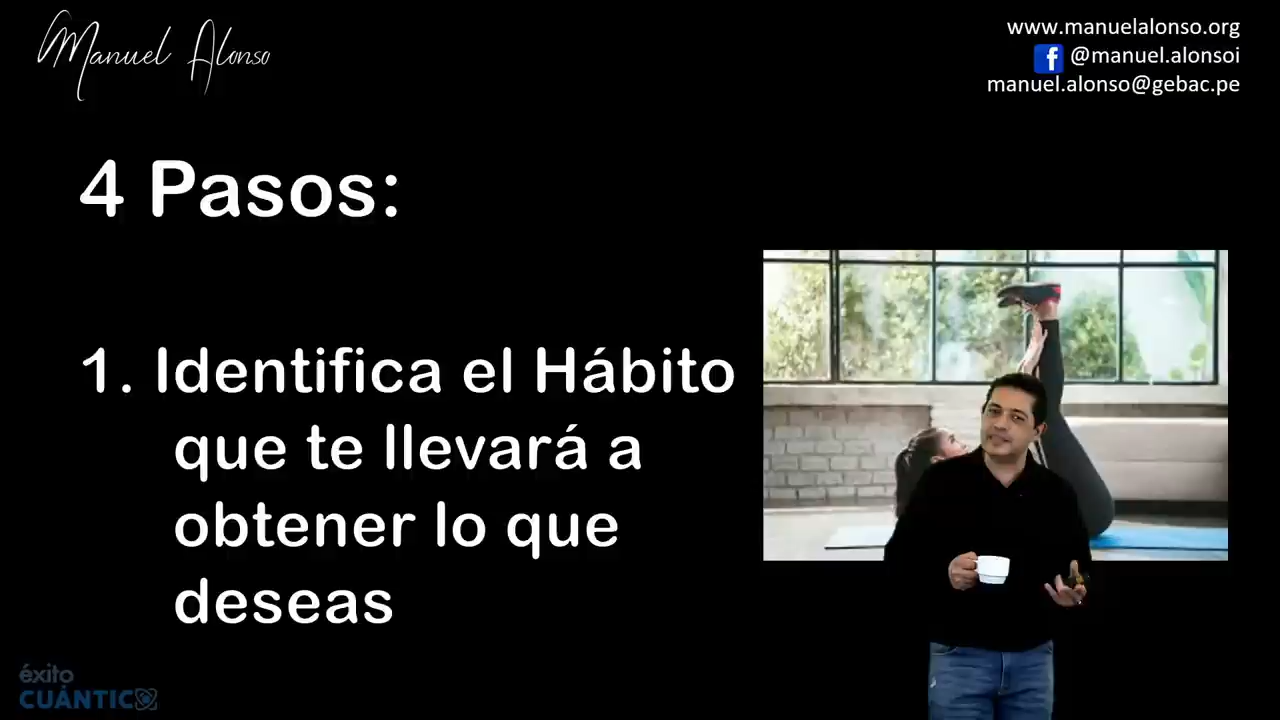 Manuel Alonso
www.manuelalonso.org
@manuel.alonsoi
manuel.alonso@gebac.pe
4 Pasos:
1. Identifica el Hábito
que te llevará a
obtener lo que
deseas
éxito
CUÁNTICO